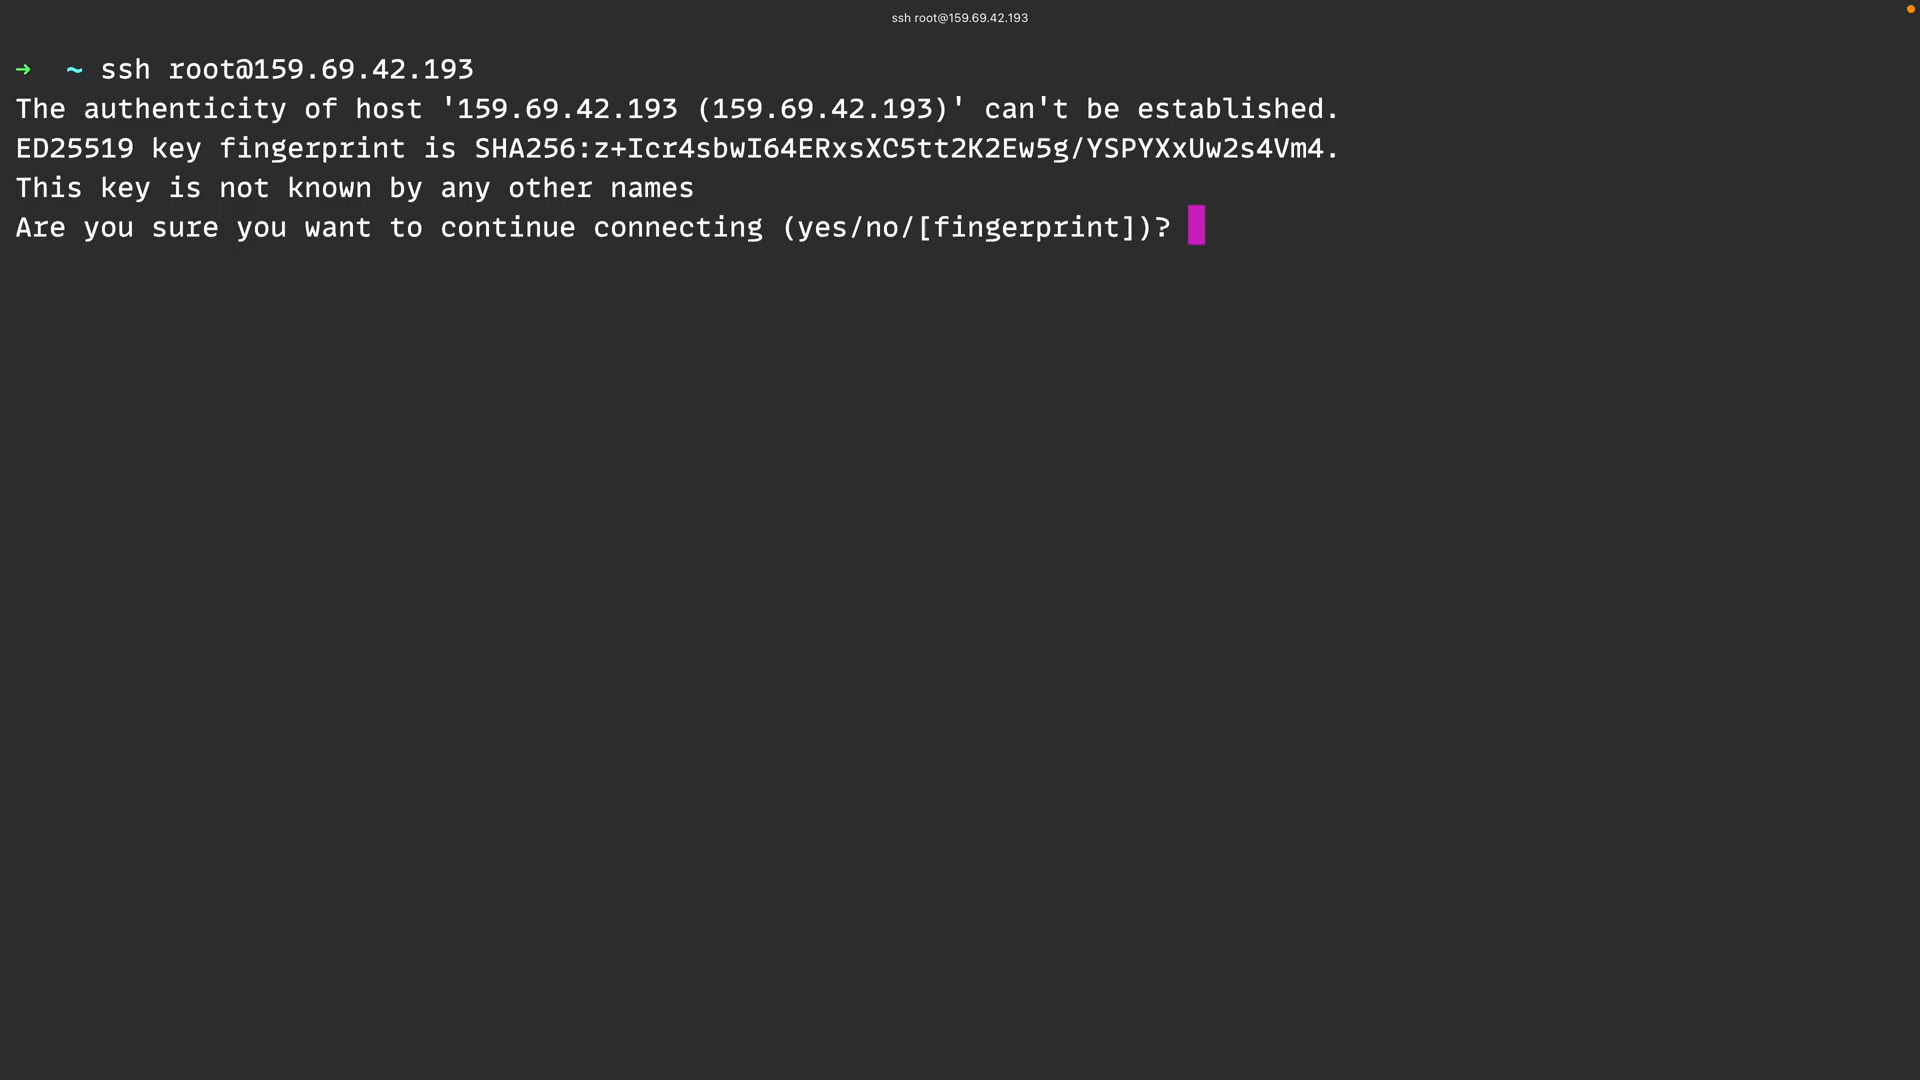 ssh root@159.69.42.193
➜  ~ ssh root@159.69.42.193
The authenticity of host '159.69.42.193 (159.69.42.193)' can't be established.
ED25519 key fingerprint is SHA256:z+Icr4sbwI64ERxsXC5tt2K2Ew5g/YSPYXxUw2s4Vm4.
This key is not known by any other names
Are you sure you want to continue connecting (yes/no/[fingerprint])?